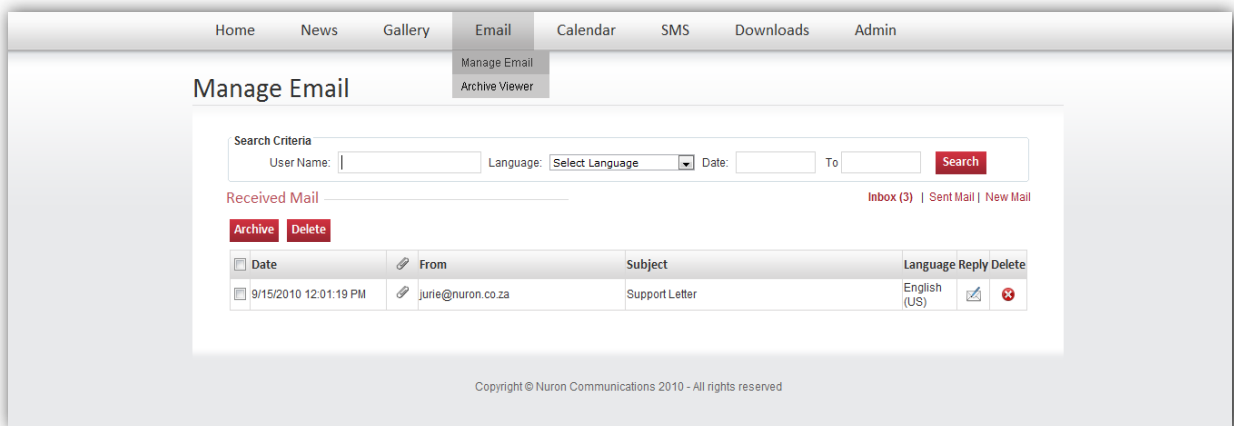 Home News Gallery Email Calendar SMS Downloads Admin
Manage Email
Archive Viewer
Manage Email
Search Criteria
User Name: Language: Select Language Date: To Search
Received Mail Inbox (3) | Sent Mail | New Mail
Archive Delete
Date From Subject Language Reply Delete
9/15/2010 12:01:19 PM jurie@nuron.co.za Support Letter English (US)
Copyright © Nuron Communications 2010 - All rights reserved